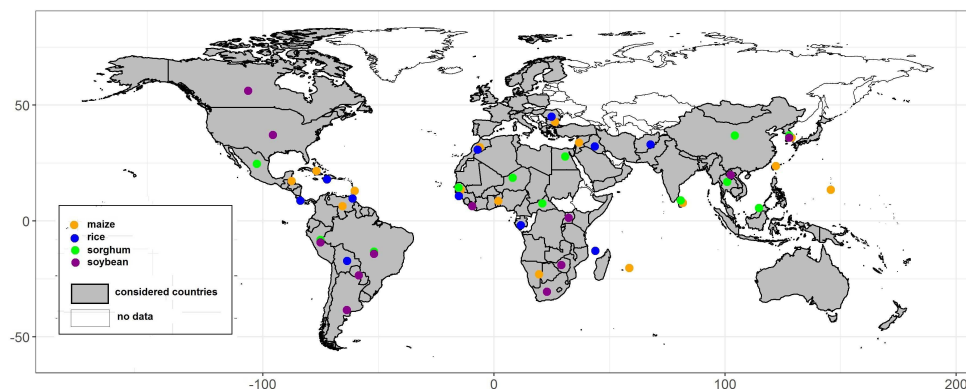 50
0
-50
maize
rice
sorghum
soybean
considered countries
no data
-100
0
100
200